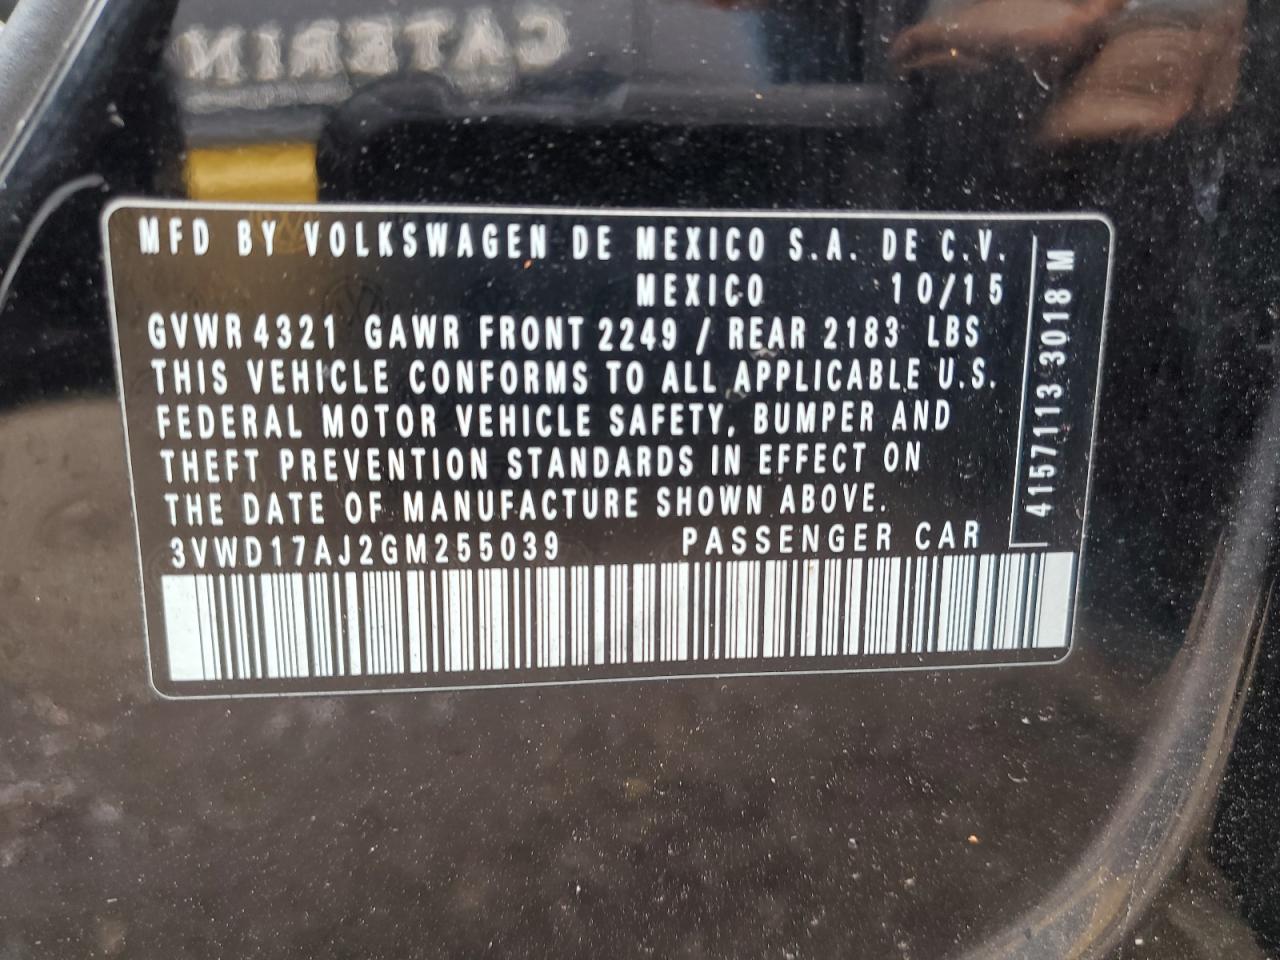 CATERIN
MFD BY VOLKSWAGEN DE MEXICO S.A. DE C.V.
MEXICO 10/15
GVWR 4321 GAWR FRONT 2249 / REAR 2183 LBS
THIS VEHICLE CONFORMS TO ALL APPLICABLE U.S.
FEDERAL MOTOR VEHICLE SAFETY, BUMPER AND
THEFT PREVENTION STANDARDS IN EFFECT ON
THE DATE OF MANUFACTURE SHOWN ABOVE.
3VWD17AJ2GM255039 PASSENGER CAR
4157113 3018 M